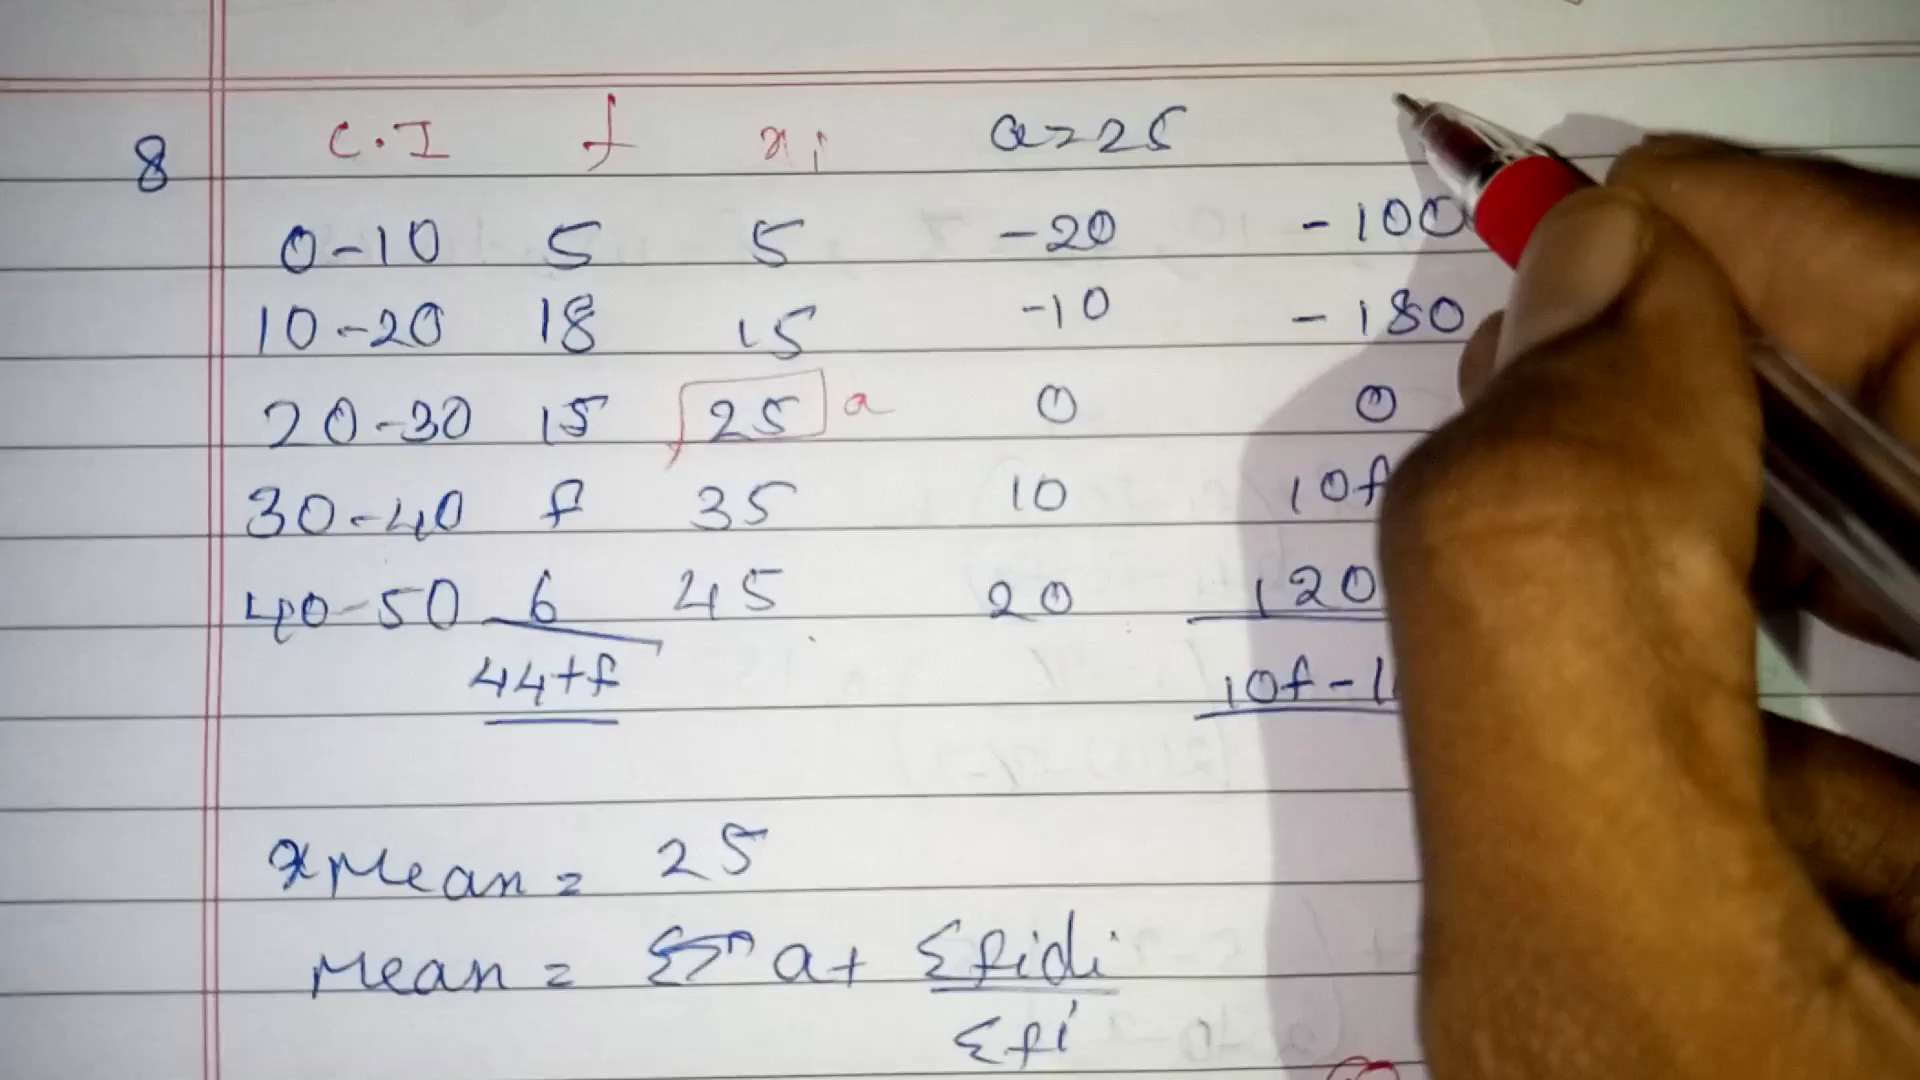 8 C.I f xi a=25
0-10 5 5 -20 -100
10-20 18 15 -10 -180
20-30 15 25 a 0 0
30-40 f 35 10 10f
40-50 6 45 20 120
44+f 10f-1
Mean = 25
Mean = a+ Σfidi
Σfi